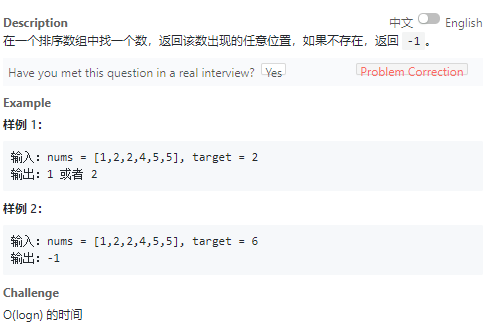 Description
中文 English
在一个排序数组中找一个数，返回该数出现的任意位置，如果不存在，返回 -1 。
Have you met this question in a real interview? Yes Problem Correction
Example
样例 1：
输入：nums = [1,2,2,4,5,5], target = 2
输出：1 或者 2
样例 2：
输入：nums = [1,2,2,4,5,5], target = 6
输出：-1
Challenge
O(logn) 的时间